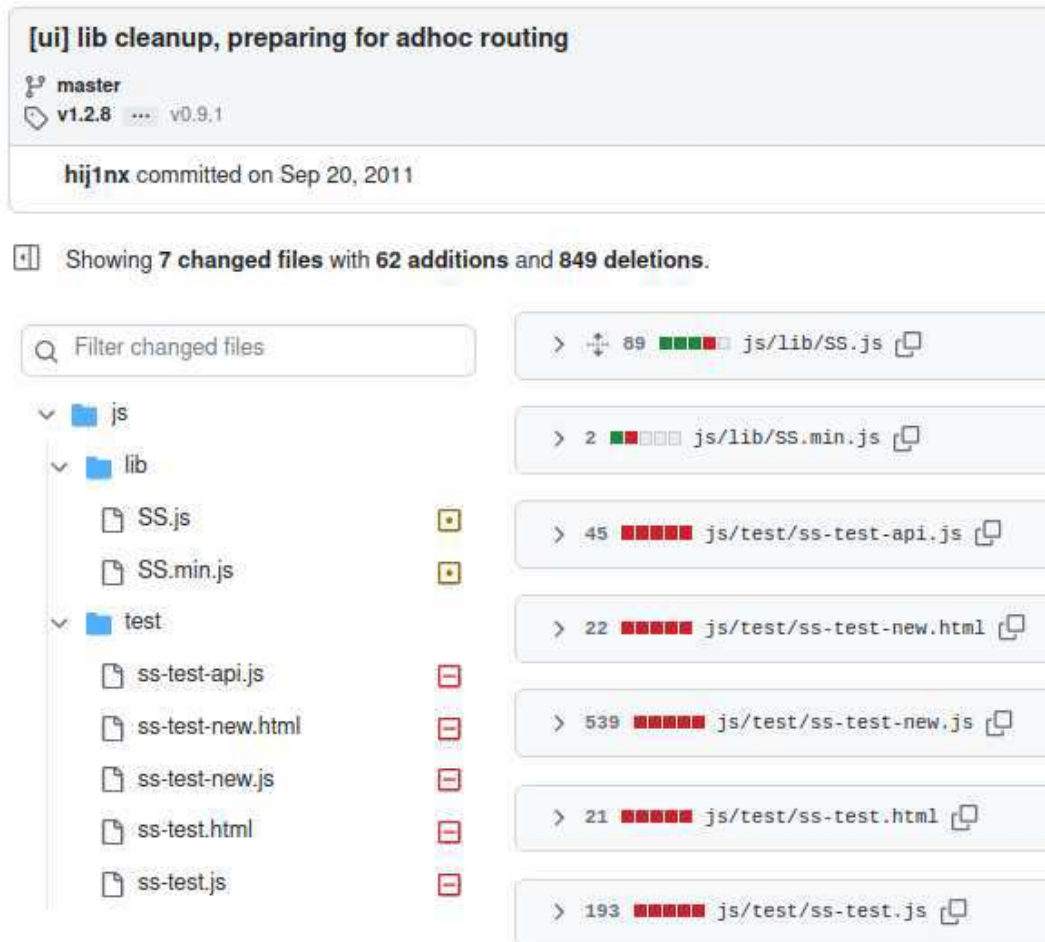 [ui] lib cleanup, preparing for adhoc routing
master
v1.2.8 ... v0.9.1
hij1nx committed on Sep 20, 2011
Showing 7 changed files with 62 additions and 849 deletions.
Filter changed files
js
lib
SS.js
SS.min.js
test
ss-test-api.js
ss-test-new.html
ss-test-new.js
ss-test.html
ss-test.js
89 js/lib/SS.js
2 js/lib/SS.min.js
45 js/test/ss-test-api.js
22 js/test/ss-test-new.html
539 js/test/ss-test-new.js
21 js/test/ss-test.html
193 js/test/ss-test.js